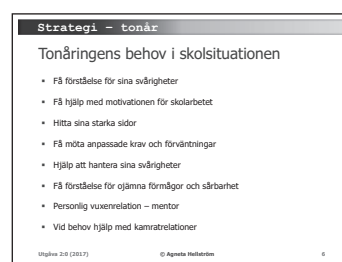 Strategi – tonår
Tonåringens behov i skolsituationen
▪ Få förståelse för sina svårigheter
▪ Få hjälp med motivationen för skolarbetet
▪ Hitta sina starka sidor
▪ Få möta anpassade krav och förväntningar
▪ Hjälp att hantera sina svårigheter
▪ Få förståelse för ojämna förmågor och sårbarhet
▪ Personlig vuxenrelation – mentor
▪ Vid behov hjälp med kamratrelationer
Utgåva 2:0 (2017) © Agneta Hellström 6